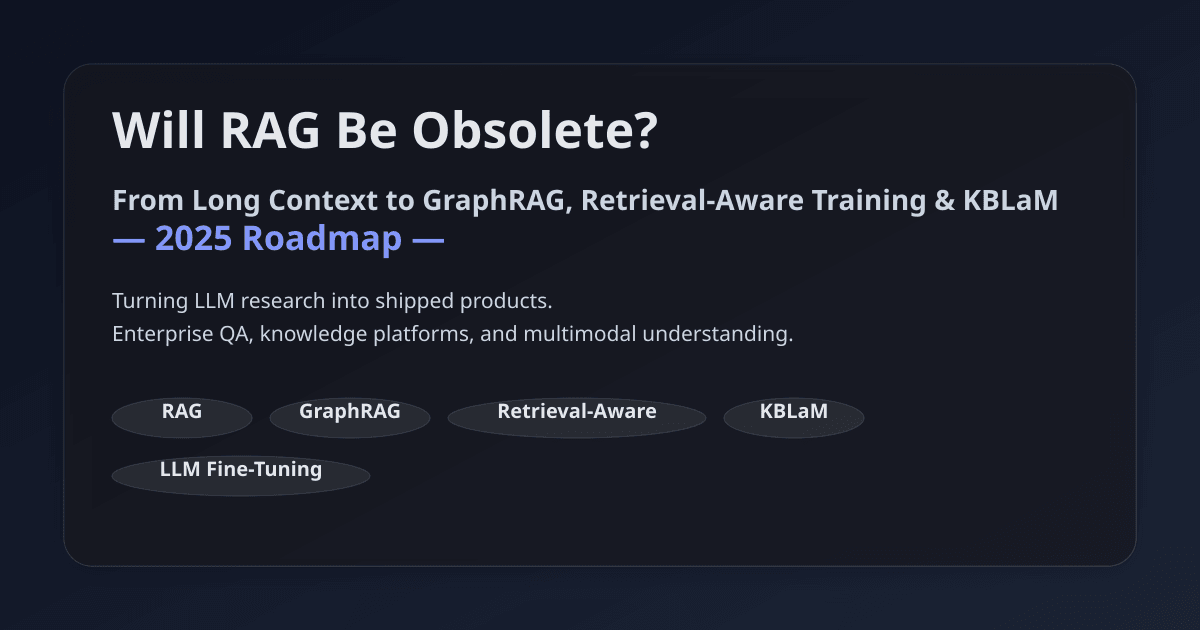 Will RAG Be Obsolete?
From Long Context to GraphRAG, Retrieval-Aware Training & KBLaM
— 2025 Roadmap —
Turning LLM research into shipped products.
Enterprise QA, knowledge platforms, and multimodal understanding.
RAG GraphRAG Retrieval-Aware KBLaM
LLM Fine-Tuning